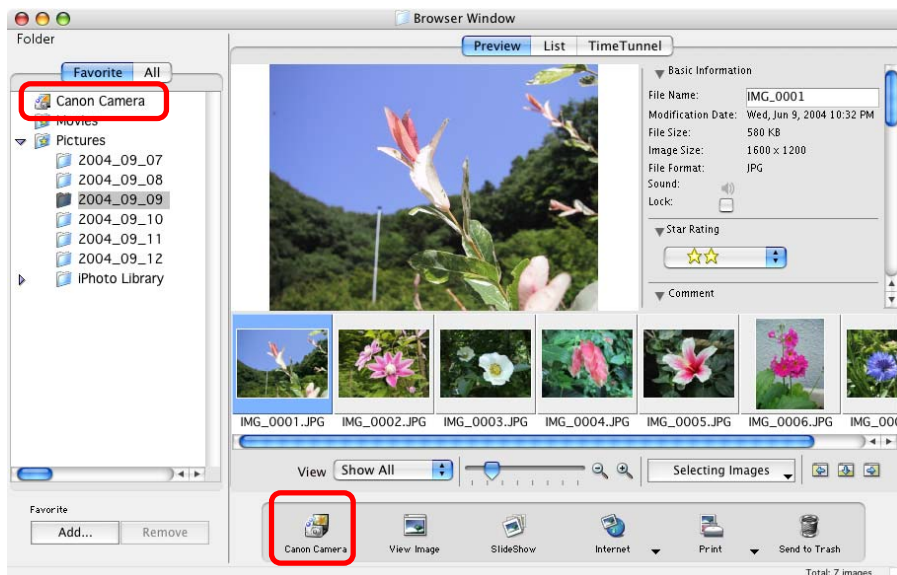 Browser Window
Folder
Favorite All
Canon Camera
Movies
Pictures
2004_09_07
2004_09_08
2004_09_09
2004_09_10
2004_09_11
2004_09_12
iPhoto Library
Favorite
Add... Remove
Preview List TimeTunnel
Basic Information
File Name: IMG_0001
Modification Date: Wed, Jun 9, 2004 10:32 PM
File Size: 580 KB
Image Size: 1600 x 1200
File Format: JPG
Sound:
Lock:
Star Rating
Comment
IMG_0001.JPG IMG_0002.JPG IMG_0003.JPG IMG_0004.JPG IMG_0005.JPG IMG_0006.JPG IMG_000
View Show All Selecting Images
Canon Camera View Image SlideShow Internet Print Send to Trash
Total: 7 images